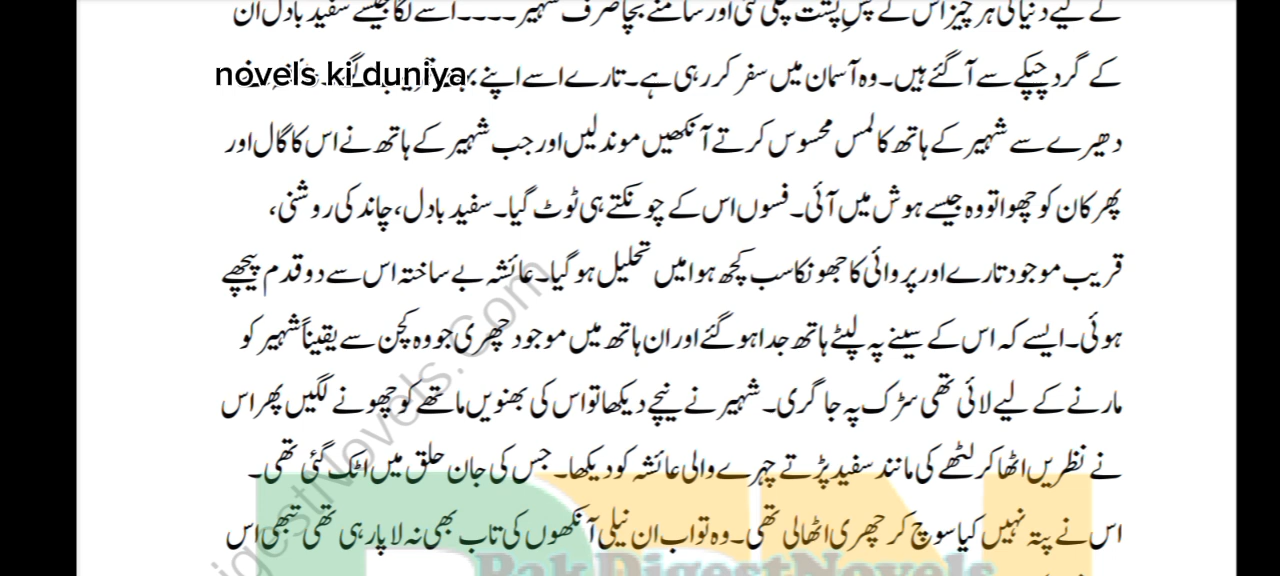 کے لیے دنیا کی ہر چیز اس کے پسِ پشت چلی گئی اور سامنے بچا صرف شہیر۔۔۔۔اسے لگا جیسے سفید بادل ان
کے گرد چپکے سے آ گئے ہیں۔ وہ آسمان میں سفر کر رہی ہے۔ تارے اسے اپنے
novels ki duniya
دھیرے سے شہیر کے ہاتھ کا لمس محسوس کرتے آنکھیں موند لیں اور جب شہیر کے ہاتھ نے اس کا گال اور
پھر کان کو چھوا تو وہ جیسے ہوش میں آئی۔ فسوں اس کے چونکتے ہی ٹوٹ گیا۔ سفید بادل، چاند کی روشنی،
قریب موجود تارے اور پروائی کا جھونکا سب کچھ ہوا میں تحلیل ہو گیا۔ عائشہ بے ساختہ اس سے دو قدم پیچھے
ہوئی۔ ایسے کہ اس کے سینے پہ لپٹے ہاتھ جدا ہو گئے اور ان ہاتھ میں موجود چھری جو وہ کچن سے یقیناً شہیر کو
مارنے کے لیے لائی تھی سڑک پہ جا گری۔ شہیر نے نیچے دیکھا تو اس کی بھنویں ماتھے کو چھونے لگیں پھر اس
نے نظریں اٹھا کر لٹھے کی مانند سفید پڑتے چہرے والی عائشہ کو دیکھا۔ جس کی جان حلق میں اٹک گئی تھی۔
اس نے پتہ نہیں کیا سوچ کر چھری اٹھالی تھی۔ وہ تو اب ان نیلی آنکھوں کی تاب بھی نہ لا پا رہی تھی تبھی اس
igestNovels.com
PakDigestNovels